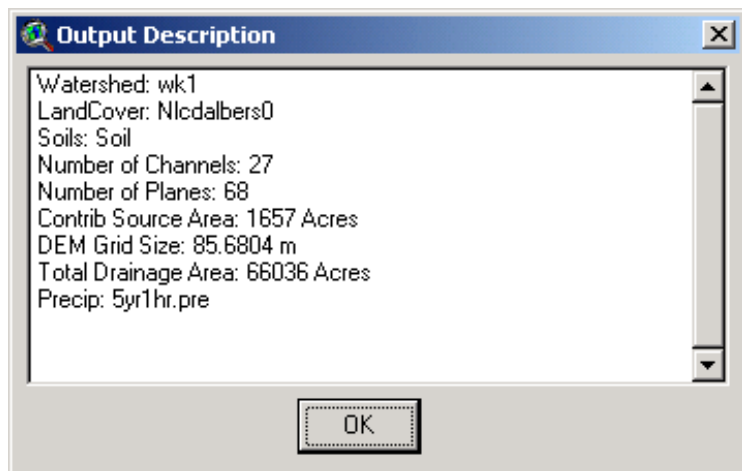 Output Description
Watershed: wk1
LandCover: Nlcdalbers0
Soils: Soil
Number of Channels: 27
Number of Planes: 68
Contrib Source Area: 1657 Acres
DEM Grid Size: 85.6804 m
Total Drainage Area: 66036 Acres
Precip: 5yr1hr.pre
OK